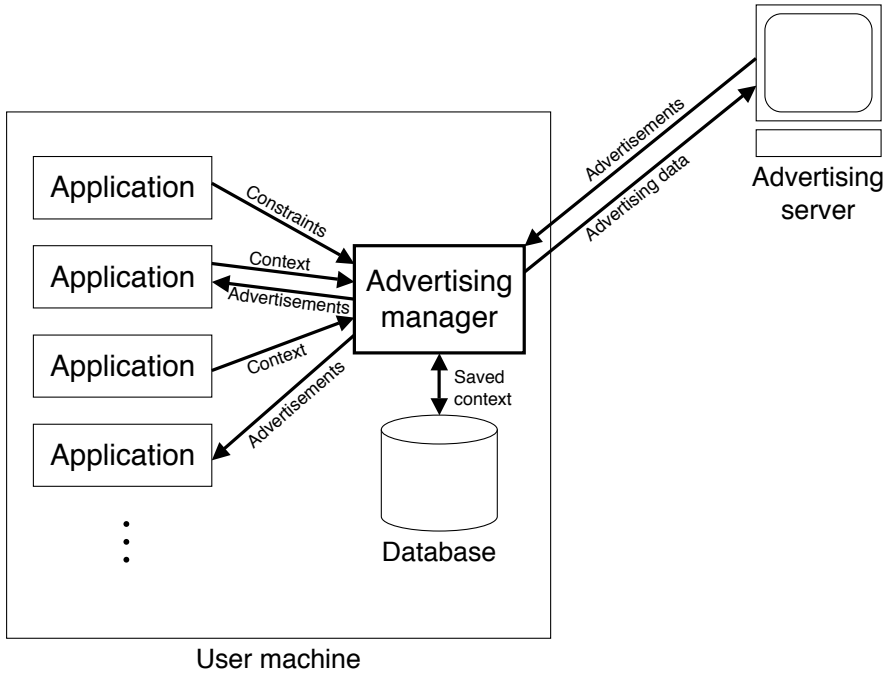 Advertisements
Advertising data
Advertising
server
Application
Constraints
Application
Context
Advertisements
Advertising
manager
Application
Context
Advertisements
Saved
context
Application
Database
User machine